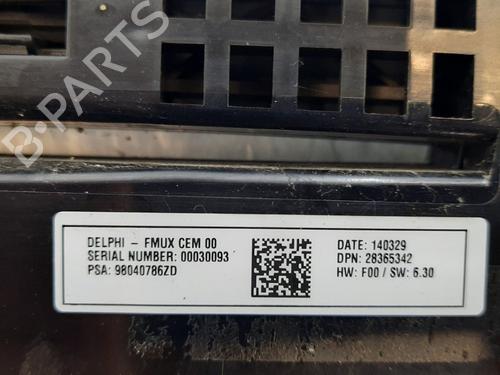 B-PARTS
DELPHI - FMUX CEM 00
SERIAL NUMBER: 00030093
PSA: 98040786ZD
DATE: 140329
DPN: 28365342
HW: F00 / SW: 6.30